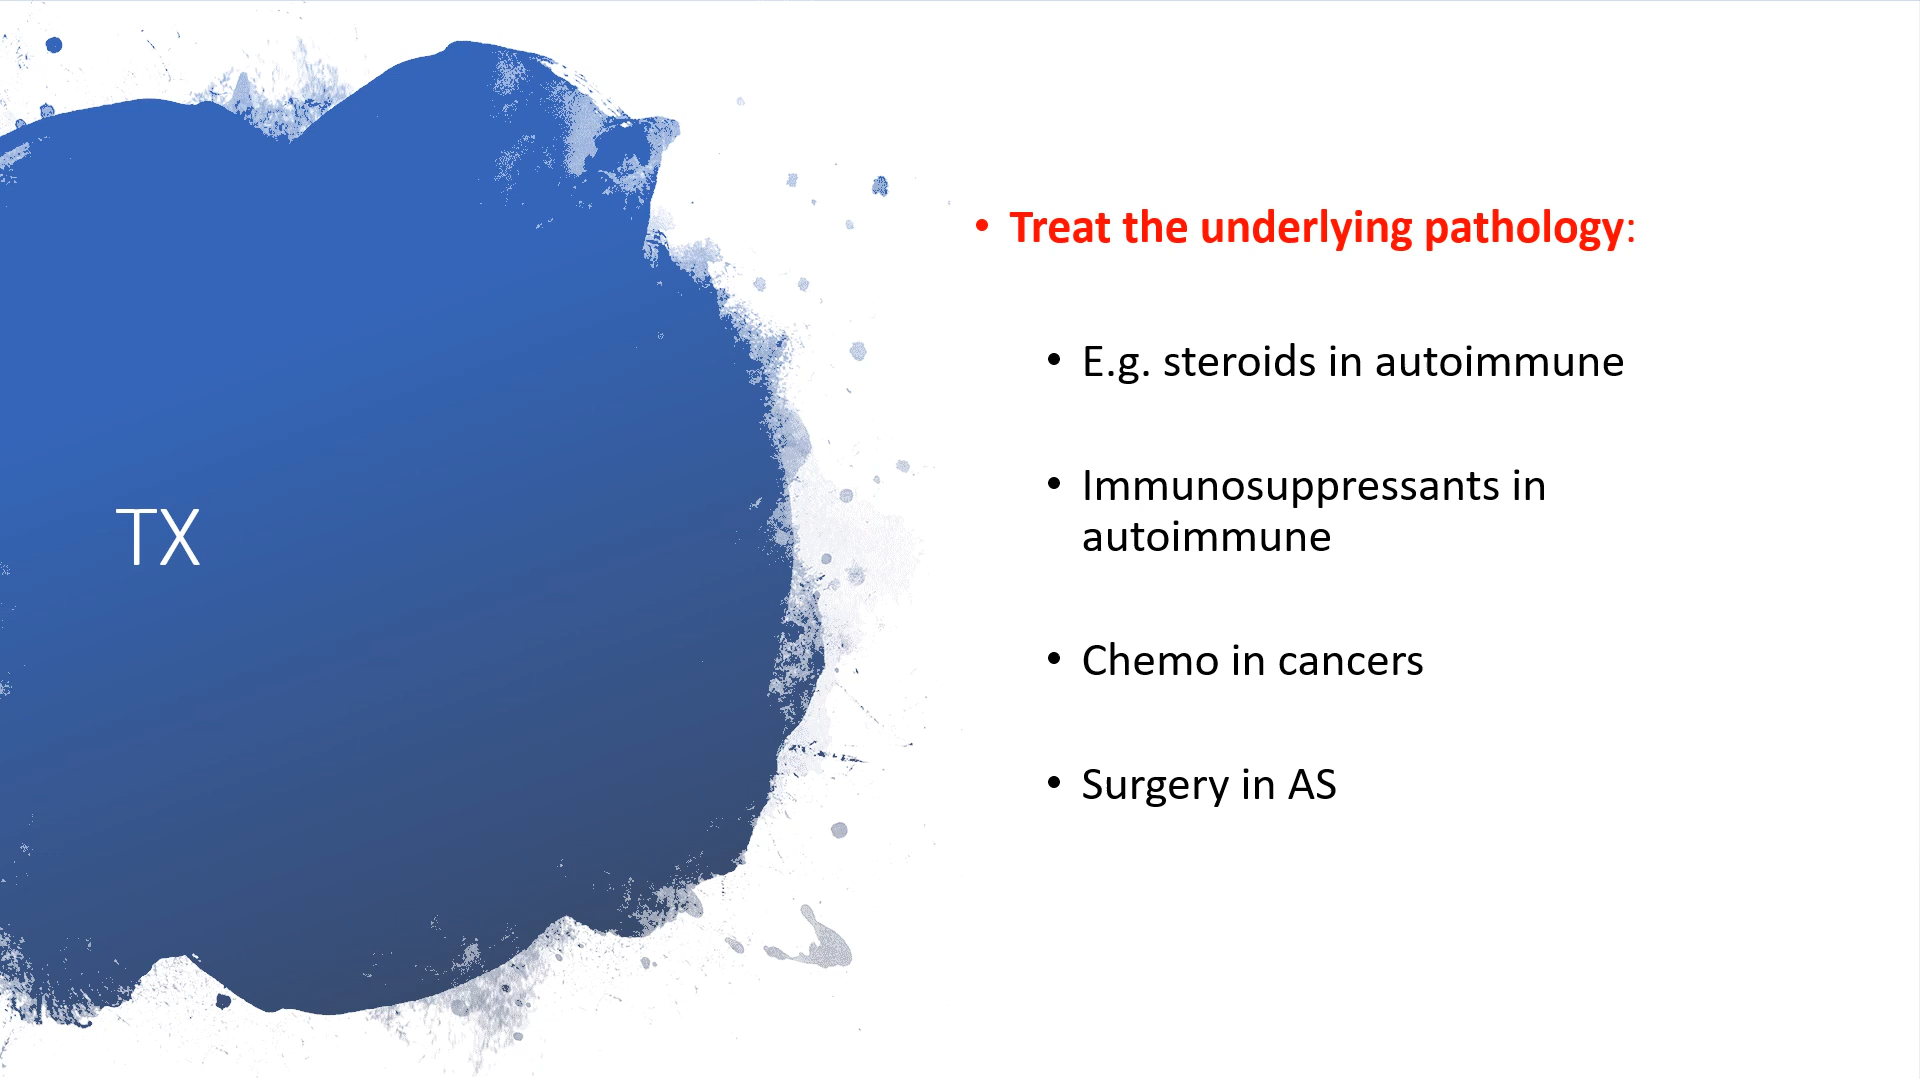 TX
• Treat the underlying pathology:
• E.g. steroids in autoimmune
• Immunosuppressants in
autoimmune
• Chemo in cancers
• Surgery in AS